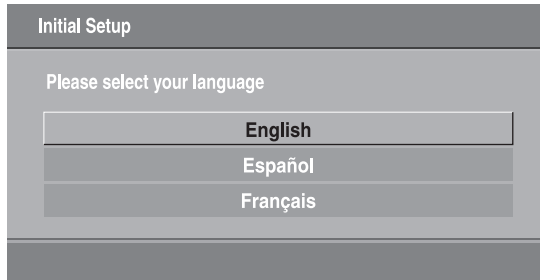 Initial Setup
Please select your language
English
Español
Français